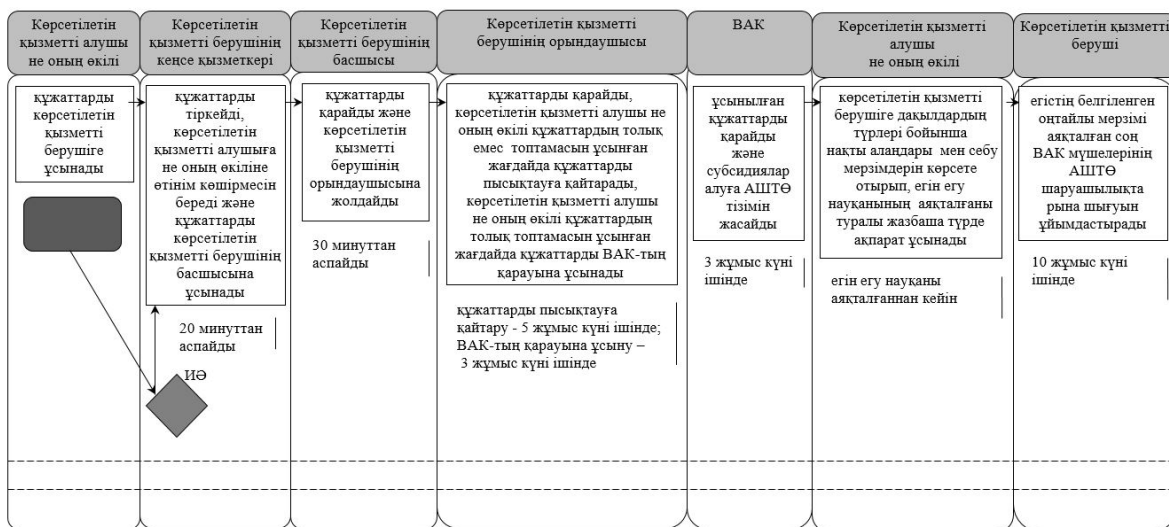 Көрсетілетін
қызметті алушы
не оның өкілі
Көрсетілетін
қызметті берушінің
кеңсе қызметкері
Көрсетілетін
қызметті берушінің
басшысы
Көрсетілетін қызметті
берушінің орындаушысы
ВАК
Көрсетілетін қызметті
алушы
не оның өкілі
Көрсетілетін қызметті
беруші
құжаттарды
көрсетілетін
қызметті
берушіге
ұсынады
құжаттарды
тіркейді,
көрсетілетін
қызметті алушыға
не оның өкіліне
өтінім көшірмесін
береді және
құжаттарды
көрсетілетін
қызметті берушінің
басшысына
ұсынады
20 минуттан
аспайды
ИӘ
құжаттарды
қарайды және
көрсетілетін
қызметті
берушінің
орындаушысына
жолдайды
30 минуттан
аспайды
құжаттарды қарайды,
көрсетілетін қызметті алушы не
оның өкілі құжаттардың толық
емес топтамасын ұсынған
жағдайда құжаттарды
пысықтауға қайтарады,
көрсетілетін қызметті алушы
не оның өкілі құжаттардың
толық топтамасын ұсынған
жағдайда құжаттарды ВАК-тың
қарауына ұсынады
құжаттарды пысықтауға
қайтару - 5 жұмыс күні ішінде;
ВАК-тың қарауына ұсыну –
3 жұмыс күні ішінде
ұсынылған
құжаттарды
қарайды
және
субсидиялар
алуға АШТӨ
тізімін
жасайды
3 жұмыс күні
ішінде
көрсетілетін қызметті
берушіге дақылдардың
түрлері бойынша
нақты алаңдары мен себу
мерзімдерін көрсете
отырып, егін егу
науқанының аяқталғаны
туралы жазбаша түрде
ақпарат ұсынады
егін егу науқаны
аяқталғаннан кейін
егістің белгіленген
оңтайлы мерзімі
аяқталған соң
ВАК мүшелерінің
АШТӨ
шаруашылықта
рына шығуын
ұйымдастырады
10 жұмыс күні
ішінде